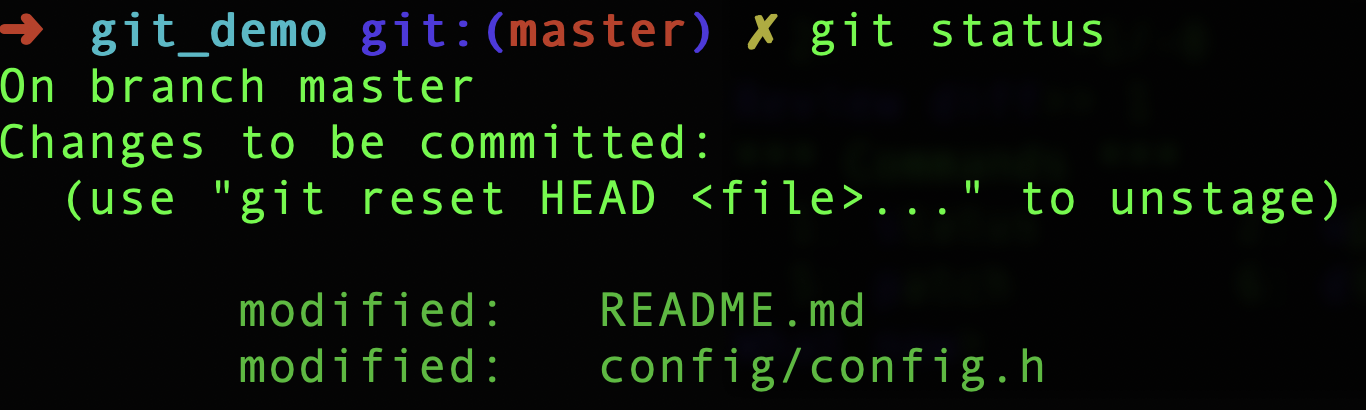 ➜ git_demo git:(master) ✗ git status
On branch master
Changes to be committed:
(use "git reset HEAD <file>..." to unstage)
modified: README.md
modified: config/config.h